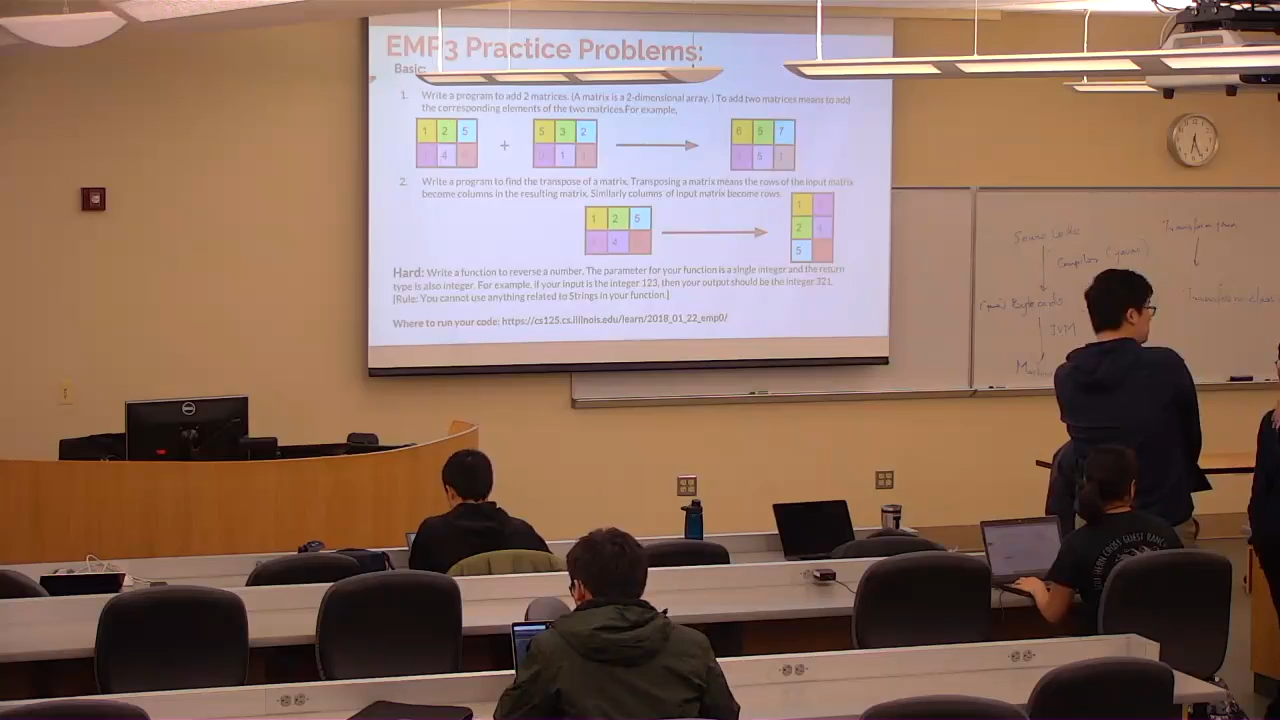 EMP3 Practice Problems:
Basic:
1. Write a program to add 2 matrices. (A matrix is a 2-dimensional array. ) To add two matrices means to add
the corresponding elements of the two matrices.For example,
1 2 5
4
+
5 3 2
1
6 5 7
5 1
2. Write a program to find the transpose of a matrix. Transposing a matrix means the rows of the input matrix
become columns in the resulting matrix. Similarly columns of input matrix become rows.
1 2 5
4
1
2 4
5
Hard: Write a function to reverse a number. The parameter for your function is a single integer and the return
type is also integer. For example, if your input is the integer 123, then your output should be the integer 321.
[Rule: You cannot use anything related to Strings in your function.]
Where to run your code: https://cs125.cs.illinois.edu/learn/2018_01_22_emp0/
Source Code
Compiler (javac)
Bytecode
JVM
DELL